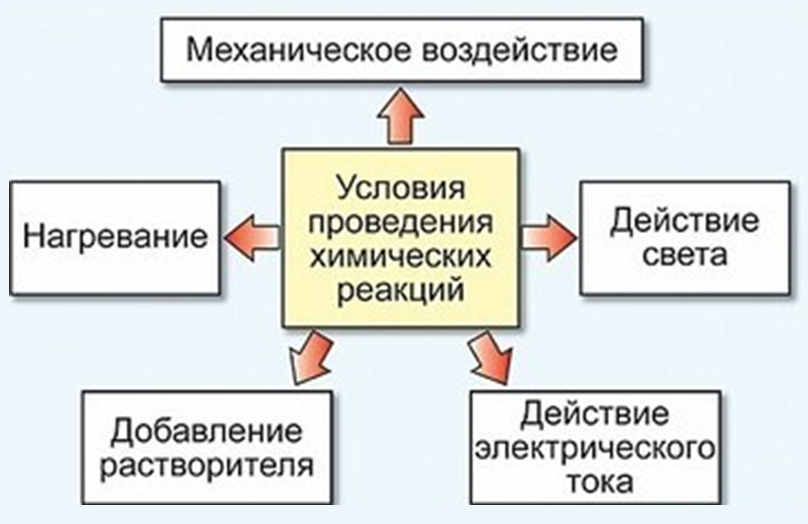 Механическое воздействие
Условия
проведения
химических
реакций
Нагревание
Действие
света
Добавление
растворителя
Действие
электрического
тока